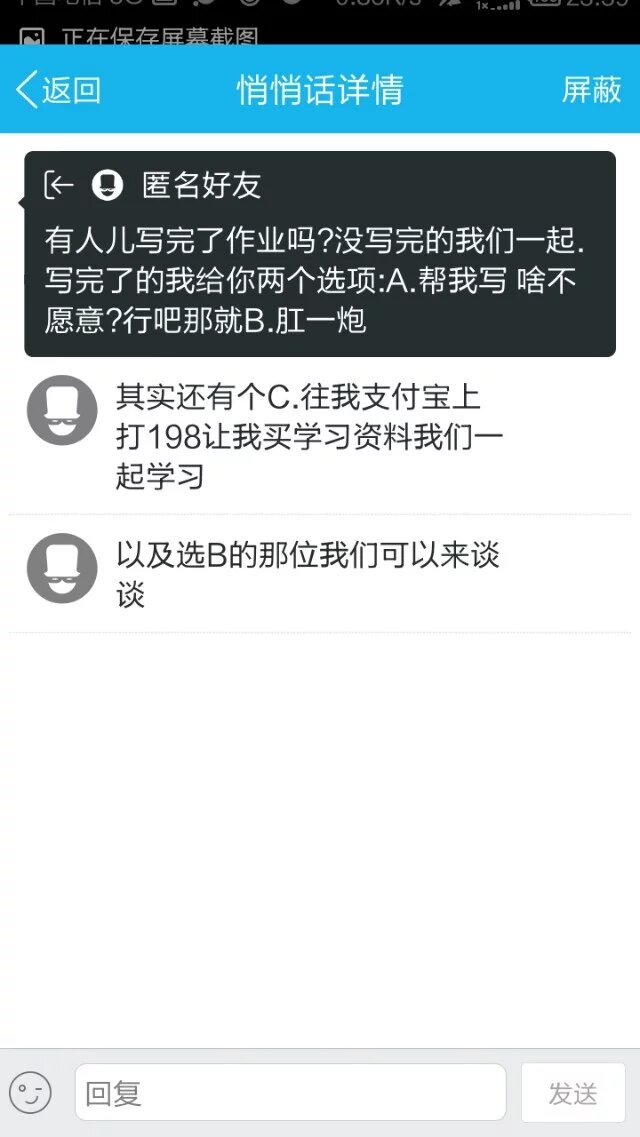 正在保存屏幕截图
返回
悄悄话详情
屏蔽
匿名好友
有人儿写完了作业吗?没写完的我们一起.
写完了的我给你两个选项:A.帮我写 啥不
愿意?行吧那就B.肛一炮
其实还有个C.往我支付宝上
打198让我买学习资料我们一
起学习
以及选B的那位我们可以来谈
谈
回复
发送